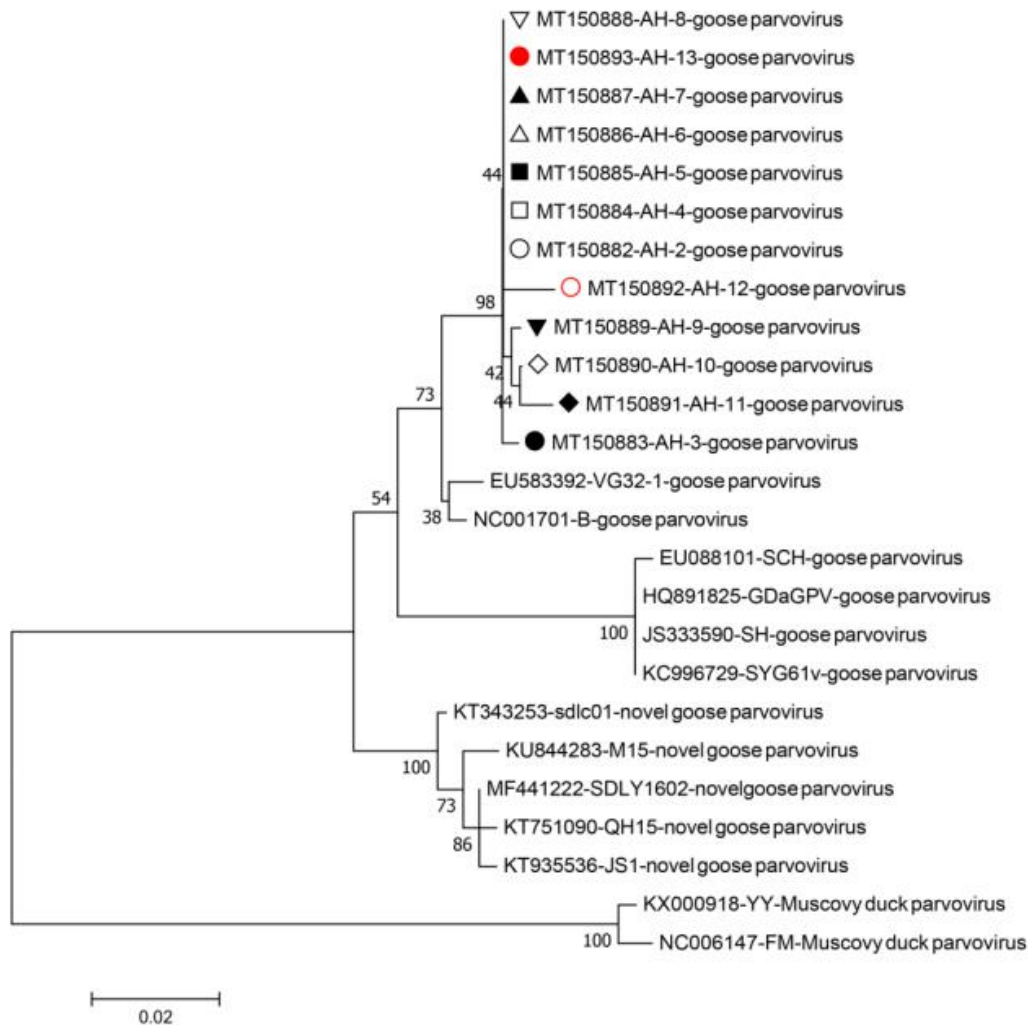 MT150888-AH-8-goose parvovirus
MT150893-AH-13-goose parvovirus
MT150887-AH-7-goose parvovirus
MT150886-AH-6-goose parvovirus
44
MT150885-AH-5-goose parvovirus
MT150884-AH-4-goose parvovirus
MT150882-AH-2-goose parvovirus
MT150892-AH-12-goose parvovirus
98
MT150889-AH-9-goose parvovirus
MT150890-AH-10-goose parvovirus
42
73
MT150891-AH-11-goose parvovirus
44
MT150883-AH-3-goose parvovirus
EU583392-VG32-1-goose parvovirus
54
38
NC001701-B-goose parvovirus
EU088101-SCH-goose parvovirus
HQ891825-GDaGPV-goose parvovirus
100
JS333590-SH-goose parvovirus
KC996729-SYG61v-goose parvovirus
KT343253-sdlc01-novel goose parvovirus
KU844283-M15-novel goose parvovirus
100
MF441222-SDLY1602-novelgoose parvovirus
73
KT751090-QH15-novel goose parvovirus
86
KT935536-JS1-novel goose parvovirus
KX000918-YY-Muscovy duck parvovirus
100
NC006147-FM-Muscovy duck parvovirus
0.02